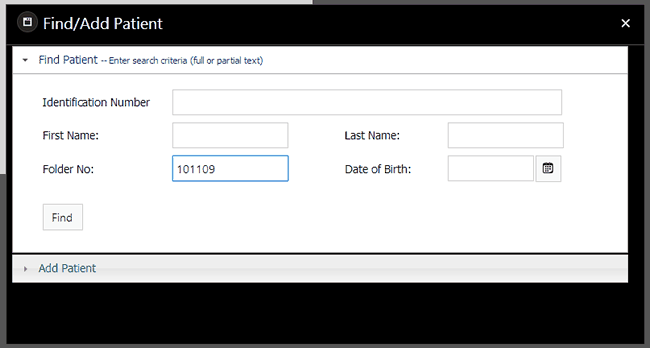 Find/Add Patient
Find Patient -- Enter search criteria (full or partial text)
Identification Number
First Name: Last Name:
Folder No: 101109 Date of Birth:
Find
Add Patient